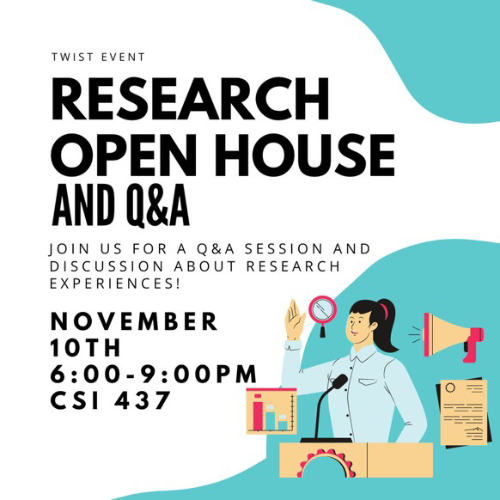 TWIST EVENT
RESEARCH
OPEN HOUSE
AND Q&A
JOIN US FOR A Q&A SESSION AND
DISCUSSION ABOUT RESEARCH
EXPERIENCES!
NOVEMBER
10TH
6:00-9:00PM
CSI 437